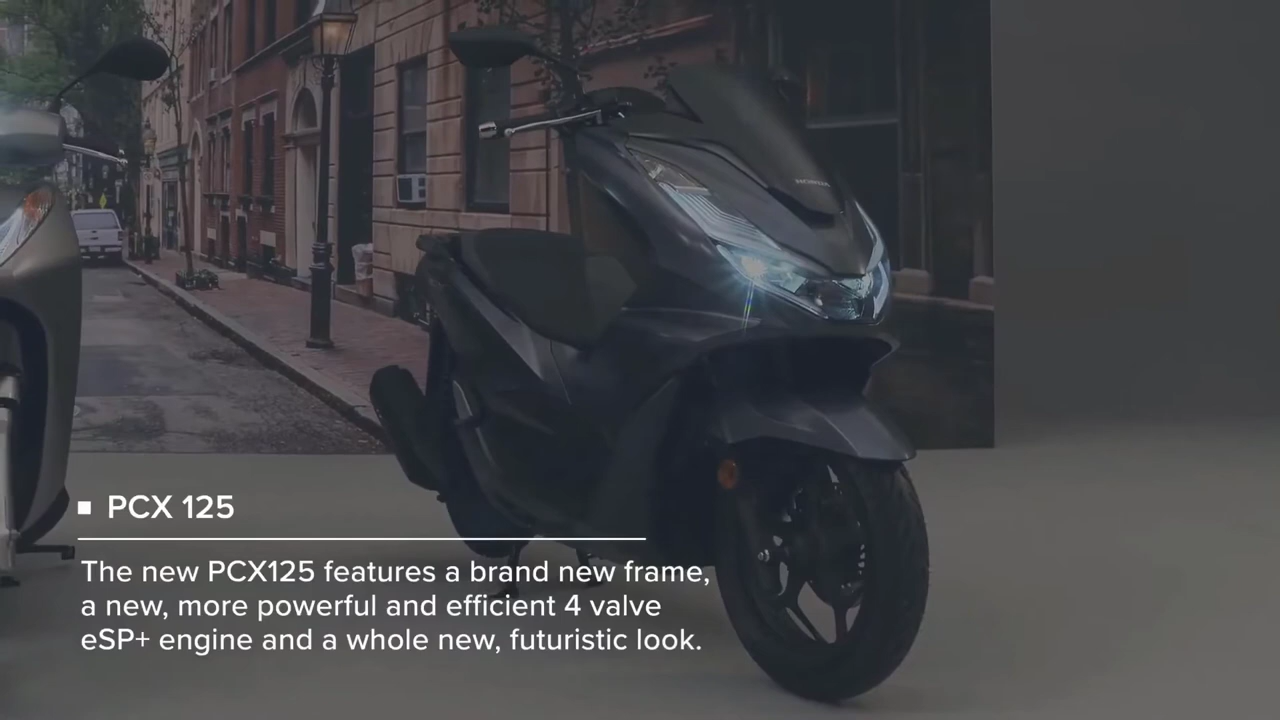 HONDA
PCX 125
The new PCX125 features a brand new frame,
a new, more powerful and efficient 4 valve
eSP+ engine and a whole new, futuristic look.